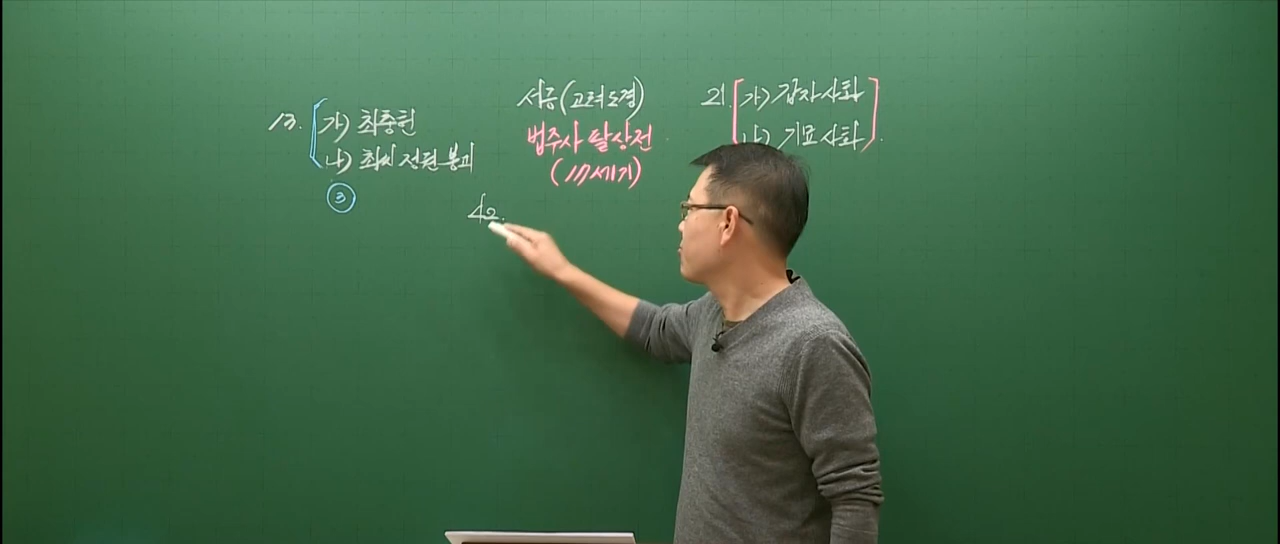 13. 가) 최충헌
나) 최씨 정권 붕괴
③
서긍(고려도경)
법주사 팔상전
(17세기)
21. 가) 갑자사화
나) 기묘사화
42.